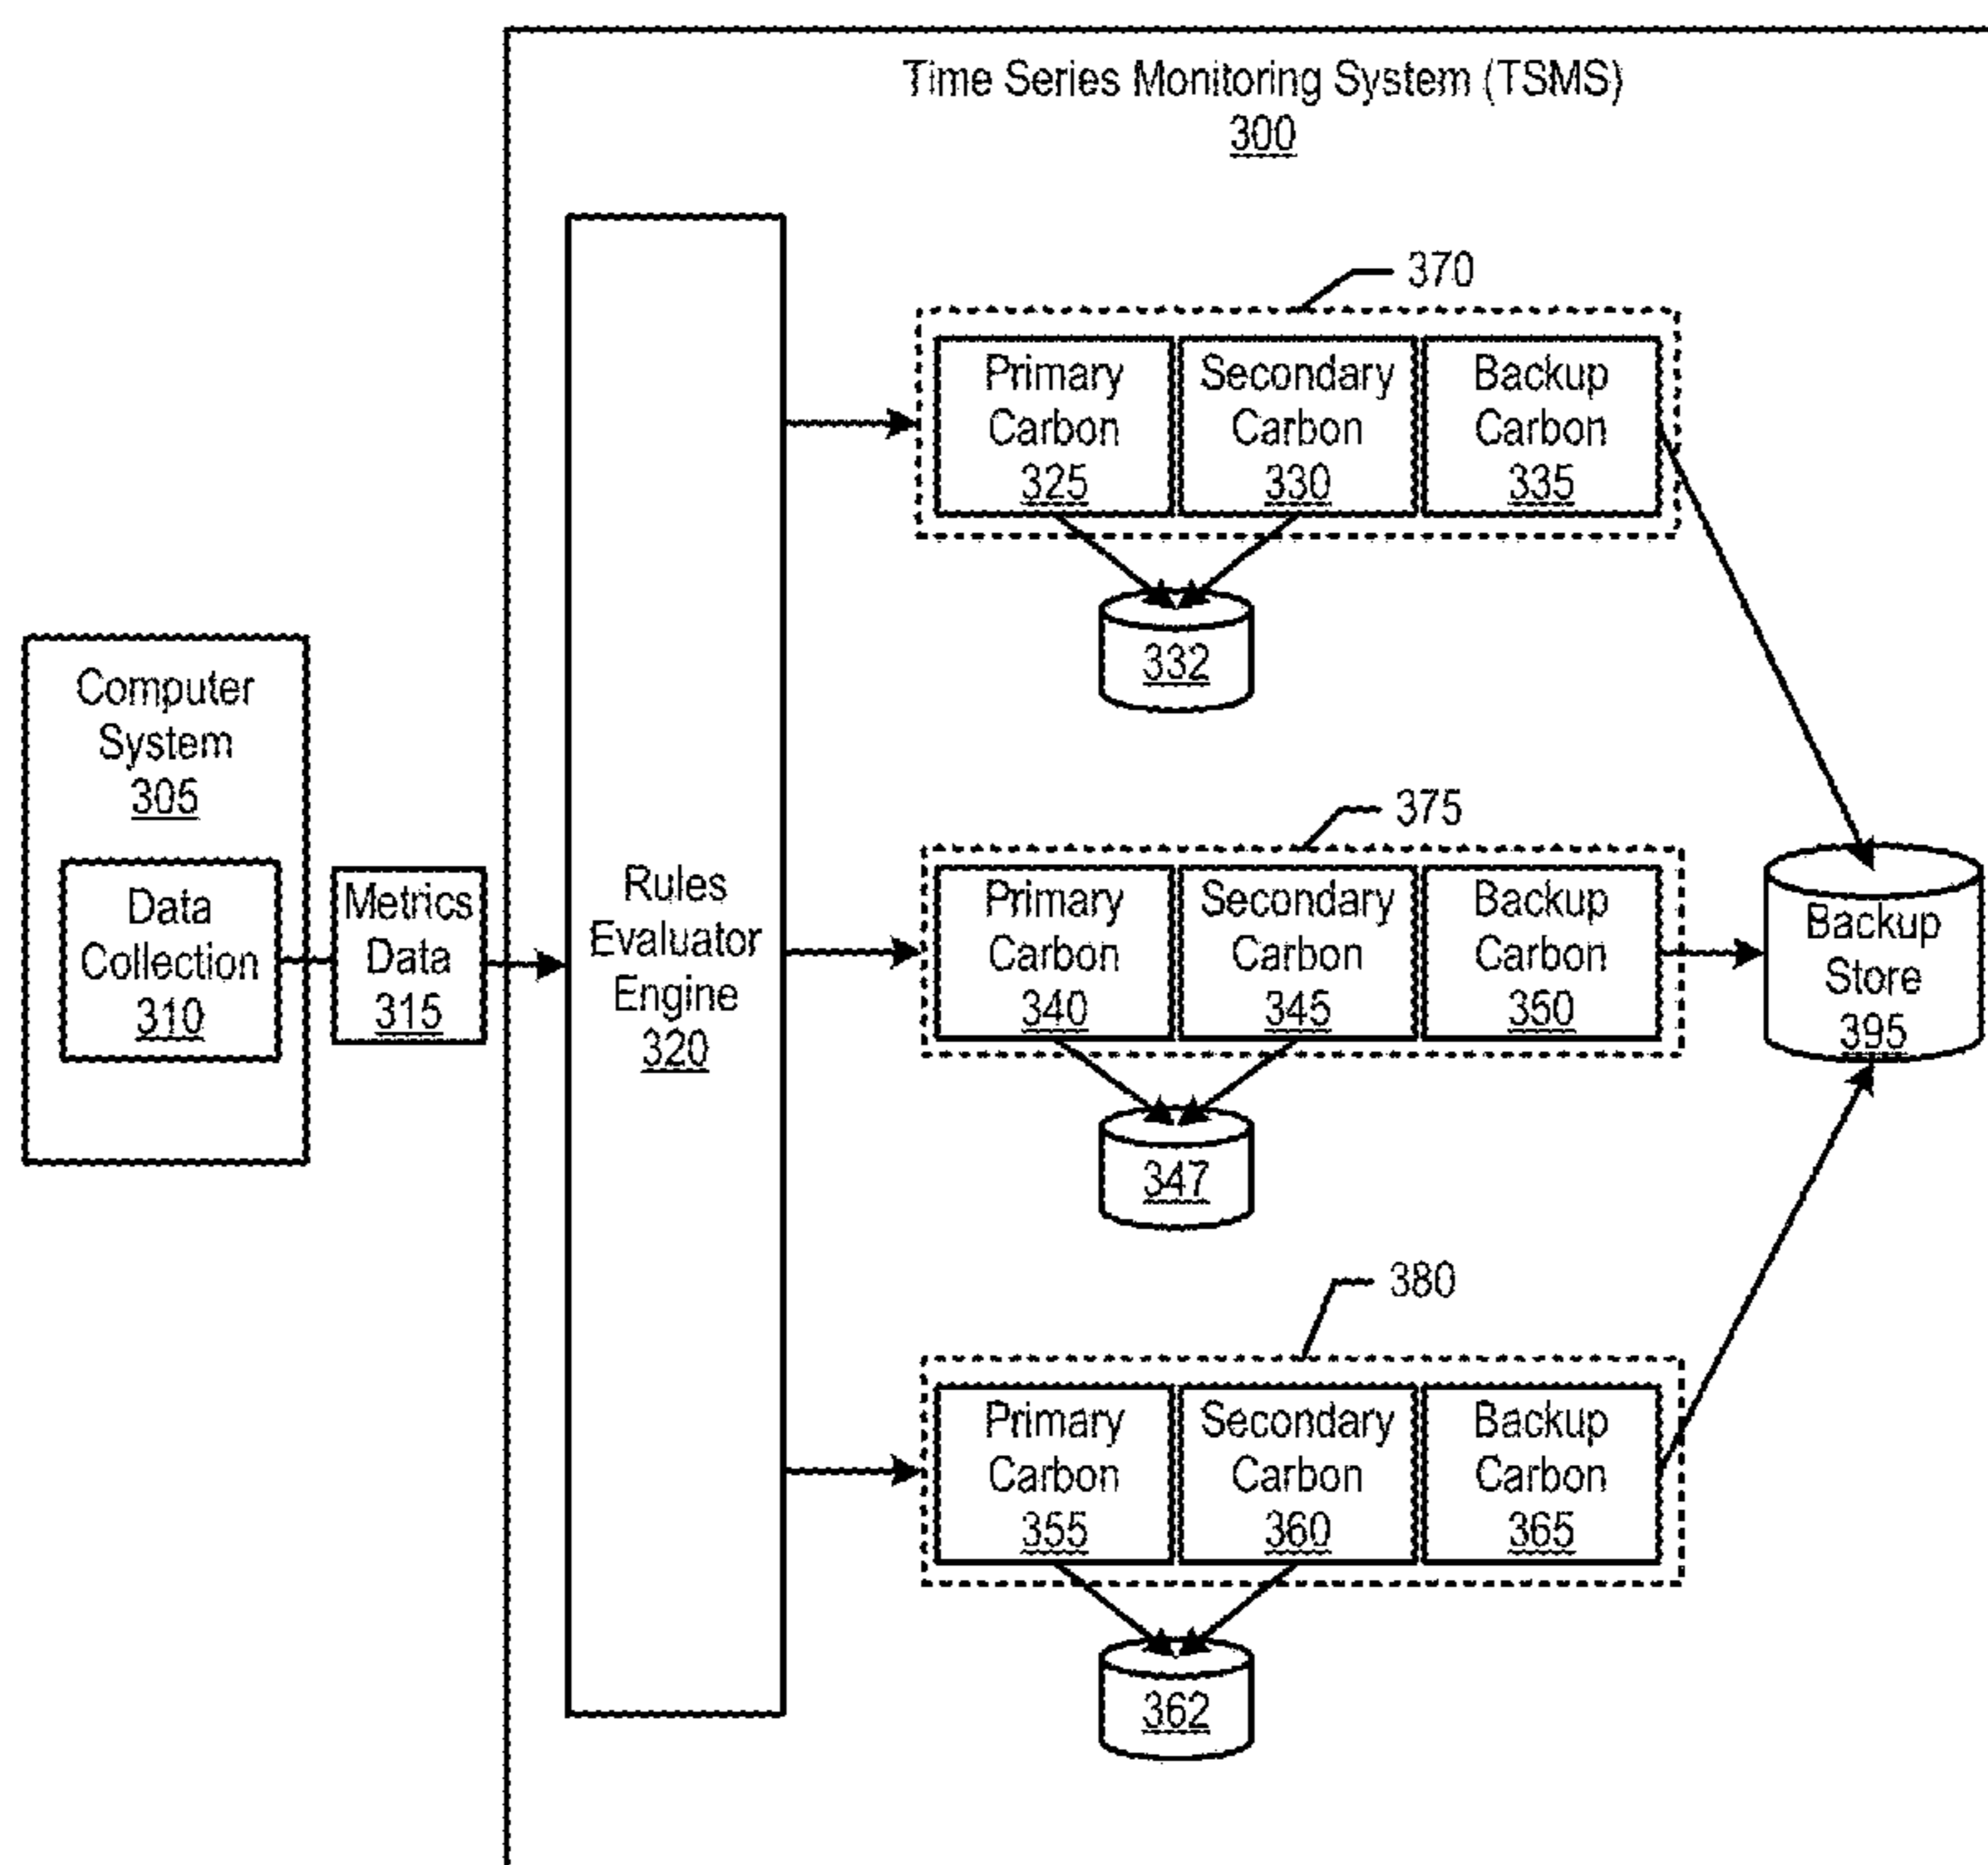 Time Series Monitoring System (TSMS)
300
370
Primary
Carbon
325
Secondary
Carbon
330
Backup
Carbon
335
332
Computer
System
305
Data
Collection
310
Metrics
Data
315
Rules
Evaluator
Engine
320
375
Primary
Carbon
340
Secondary
Carbon
345
Backup
Carbon
350
347
Backup
Store
395
380
Primary
Carbon
355
Secondary
Carbon
360
Backup
Carbon
365
362